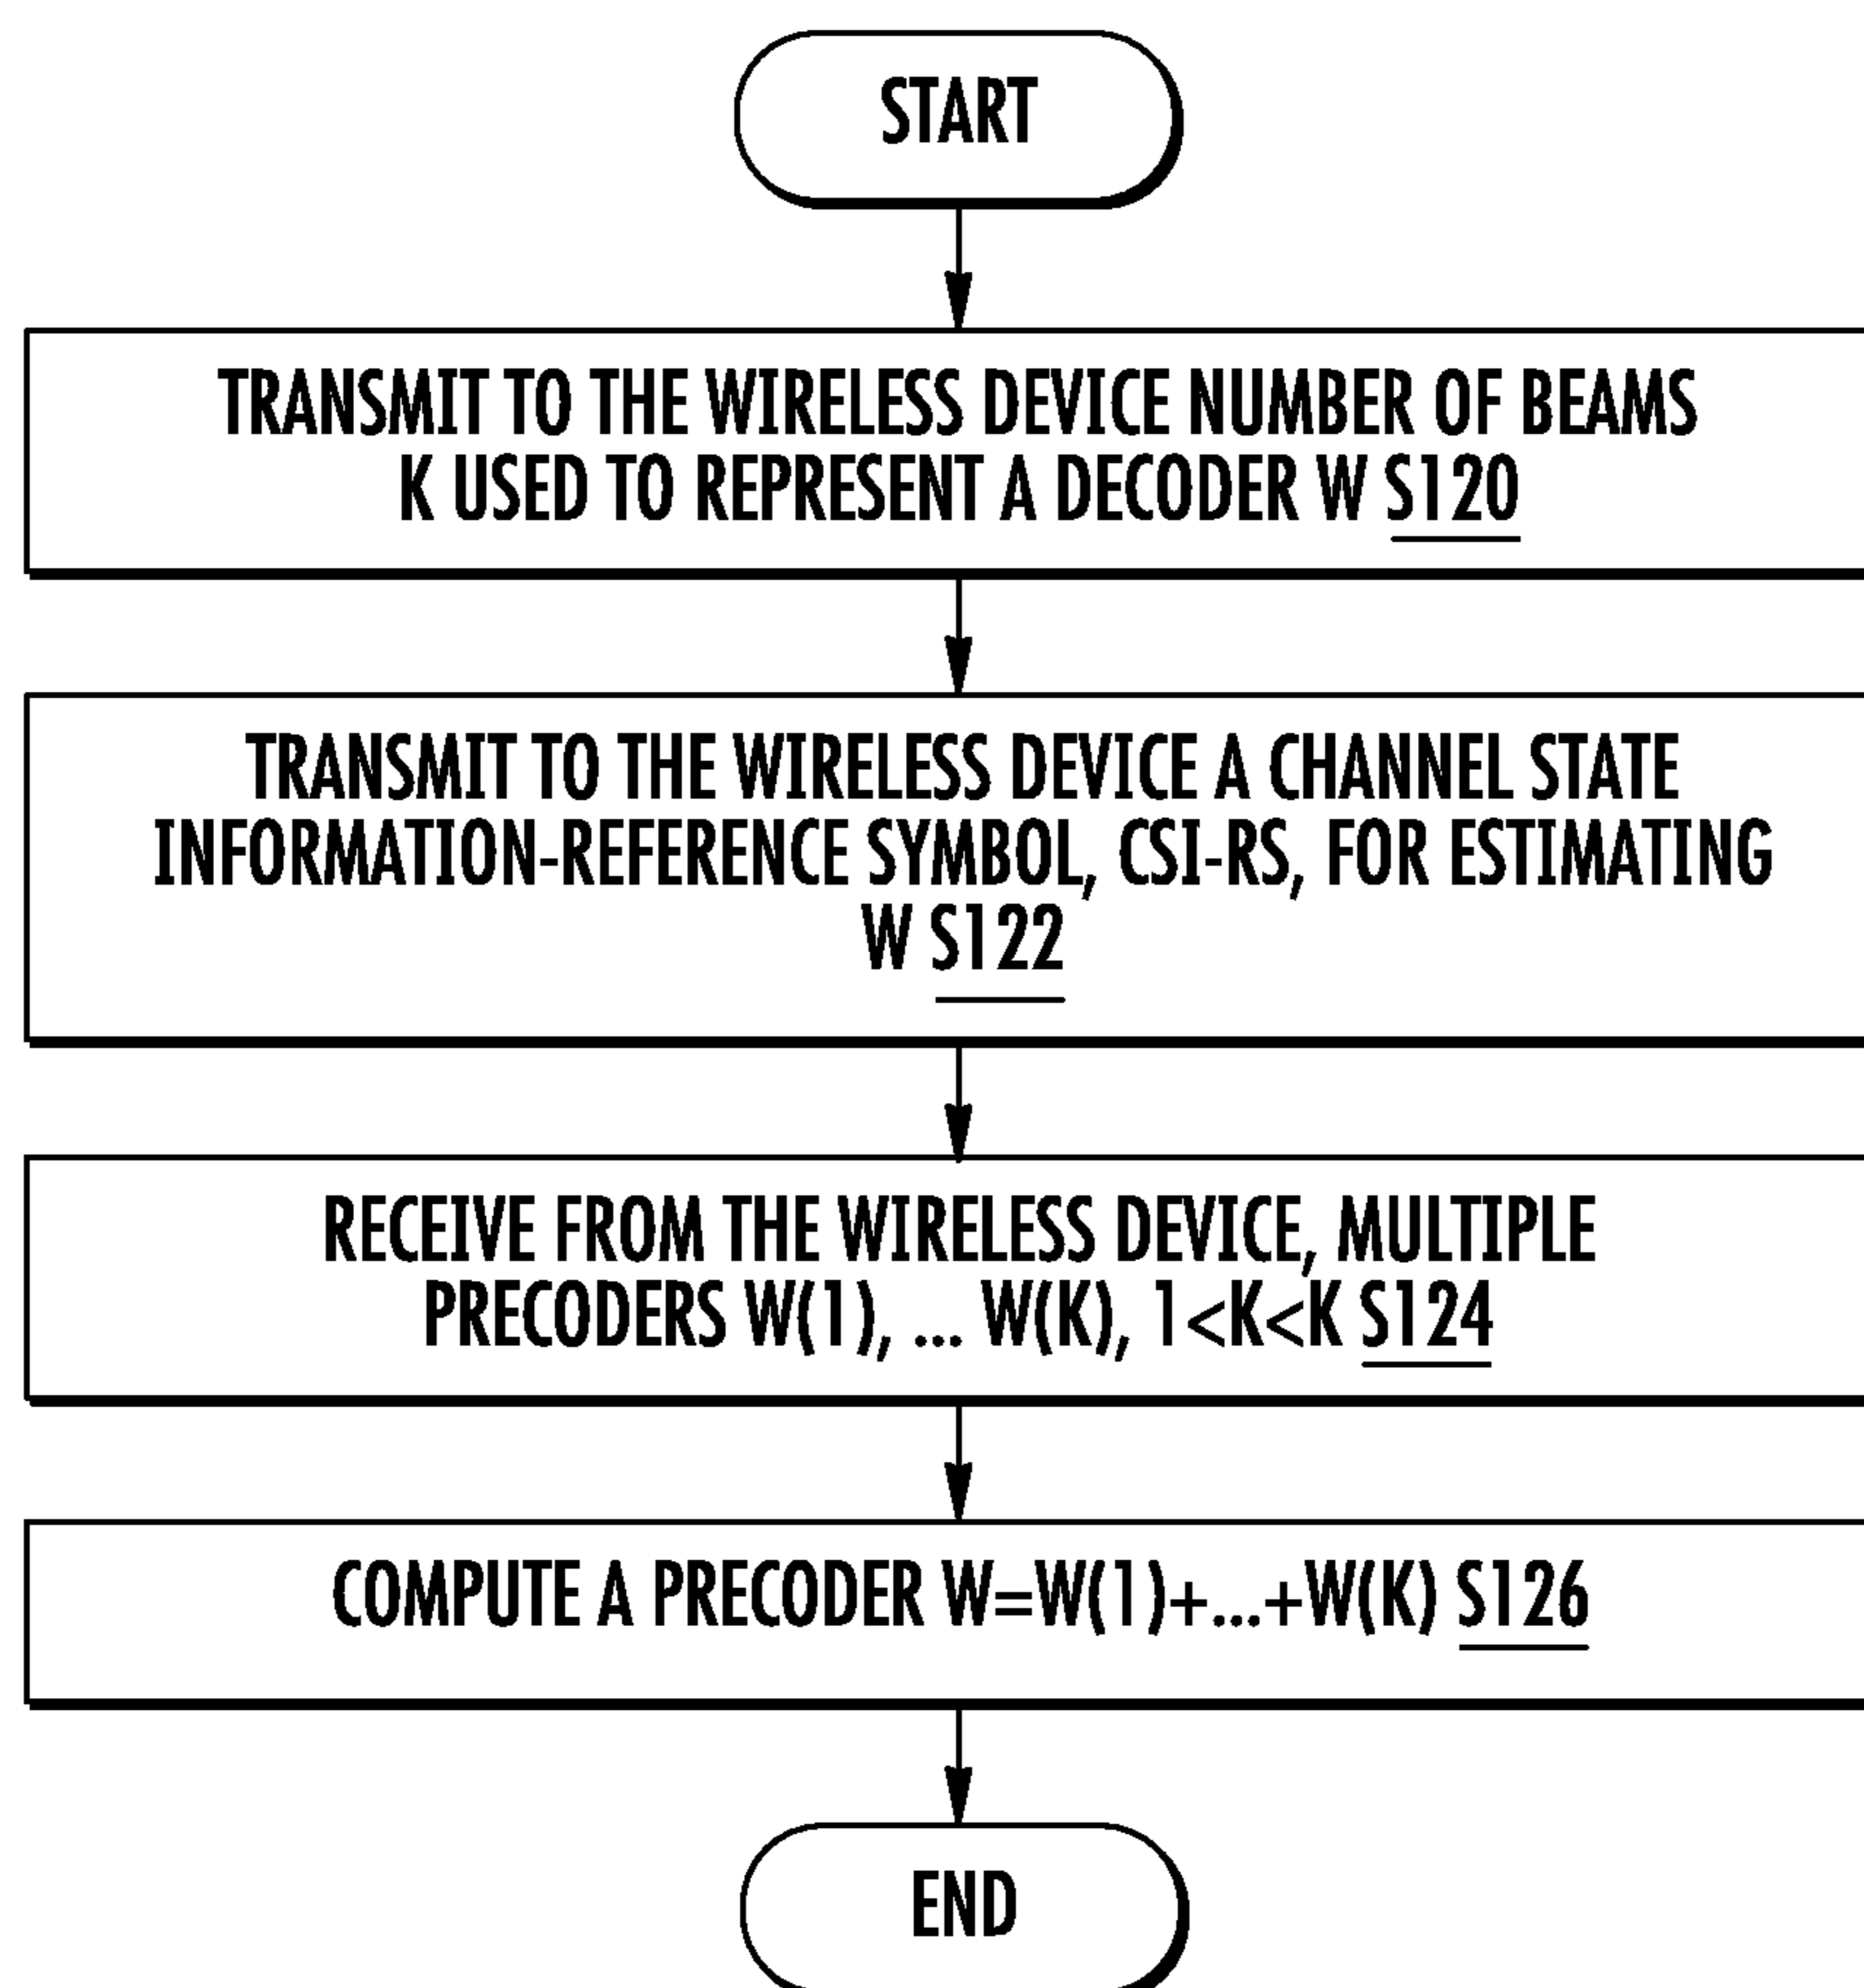 START
TRANSMIT TO THE WIRELESS DEVICE NUMBER OF BEAMS
K USED TO REPRESENT A DECODER W S120
TRANSMIT TO THE WIRELESS DEVICE A CHANNEL STATE
INFORMATION-REFERENCE SYMBOL, CSI-RS, FOR ESTIMATING
W S122
RECEIVE FROM THE WIRELESS DEVICE, MULTIPLE
PRECODERS W(1), ... W(K), 1<K<K S124
COMPUTE A PRECODER W=W(1)+...+W(K) S126
END